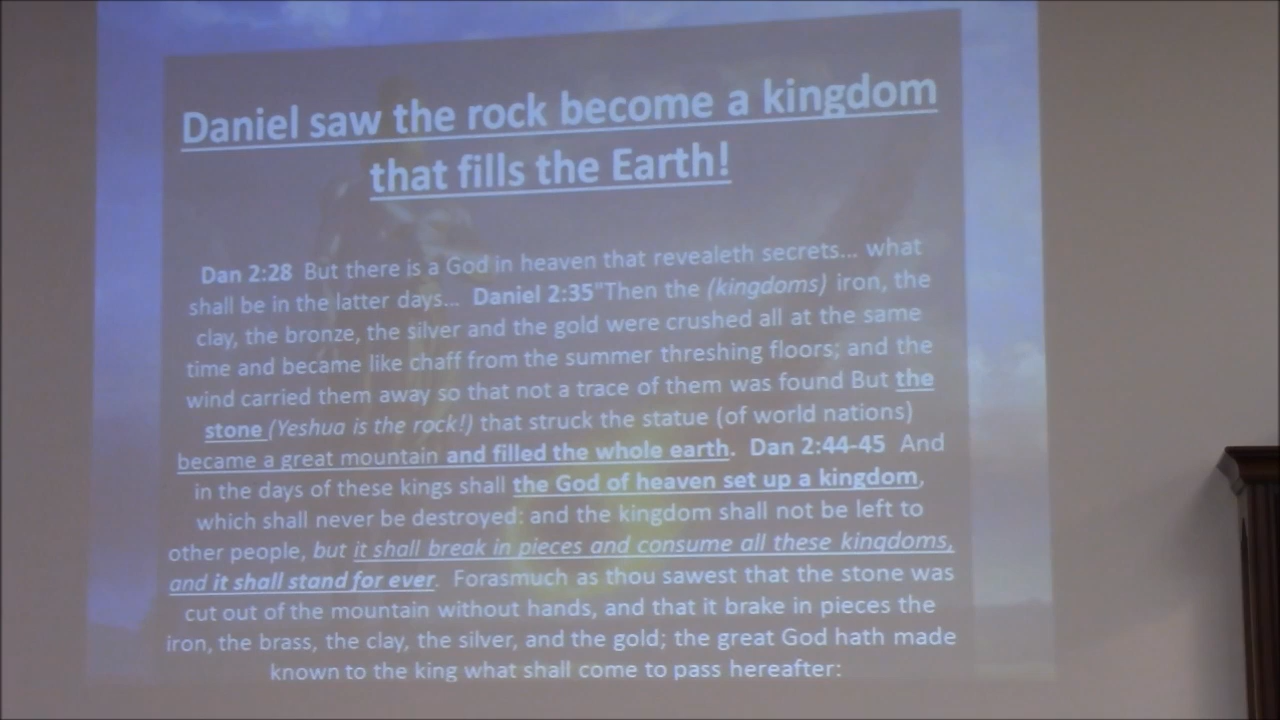 Daniel saw the rock become a kingdom
that fills the Earth!
Dan 2:28 But there is a God in heaven that revealeth secrets... what
shall be in the latter days... Daniel 2:35"Then the (kingdoms) iron, the
clay, the bronze, the silver and the gold were crushed all at the same
time and became like chaff from the summer threshing floors; and the
wind carried them away so that not a trace of them was found But the
stone (Yeshua is the rock!) that struck the statue (of world nations)
became a great mountain and filled the whole earth. Dan 2:44-45 And
in the days of these kings shall the God of heaven set up a kingdom,
which shall never be destroyed: and the kingdom shall not be left to
other people, but it shall break in pieces and consume all these kingdoms,
and it shall stand for ever. Forasmuch as thou sawest that the stone was
cut out of the mountain without hands, and that it brake in pieces the
iron, the brass, the clay, the silver, and the gold; the great God hath made
known to the king what shall come to pass hereafter: